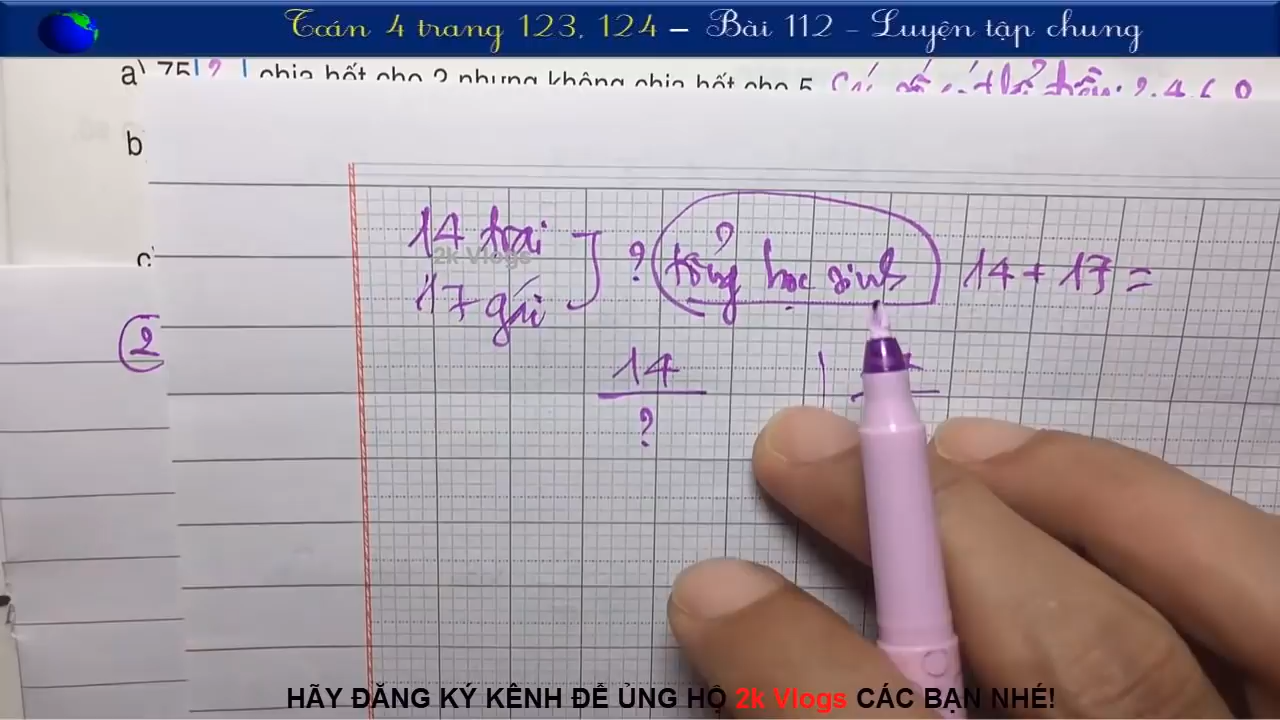 Toán 4 trang 123, 124 – Bài 112 - Luyện tập chung
a) 75 ? chia hết cho 2 nhưng không chia hết cho 5
b
c)
14 trai
17 gái
? tổng học sinh 14 + 17 =
2k Vlogs
2
14
?
HÃY ĐĂNG KÝ KÊNH ĐỂ ỦNG HỘ 2k Vlogs CÁC BẠN NHÉ!